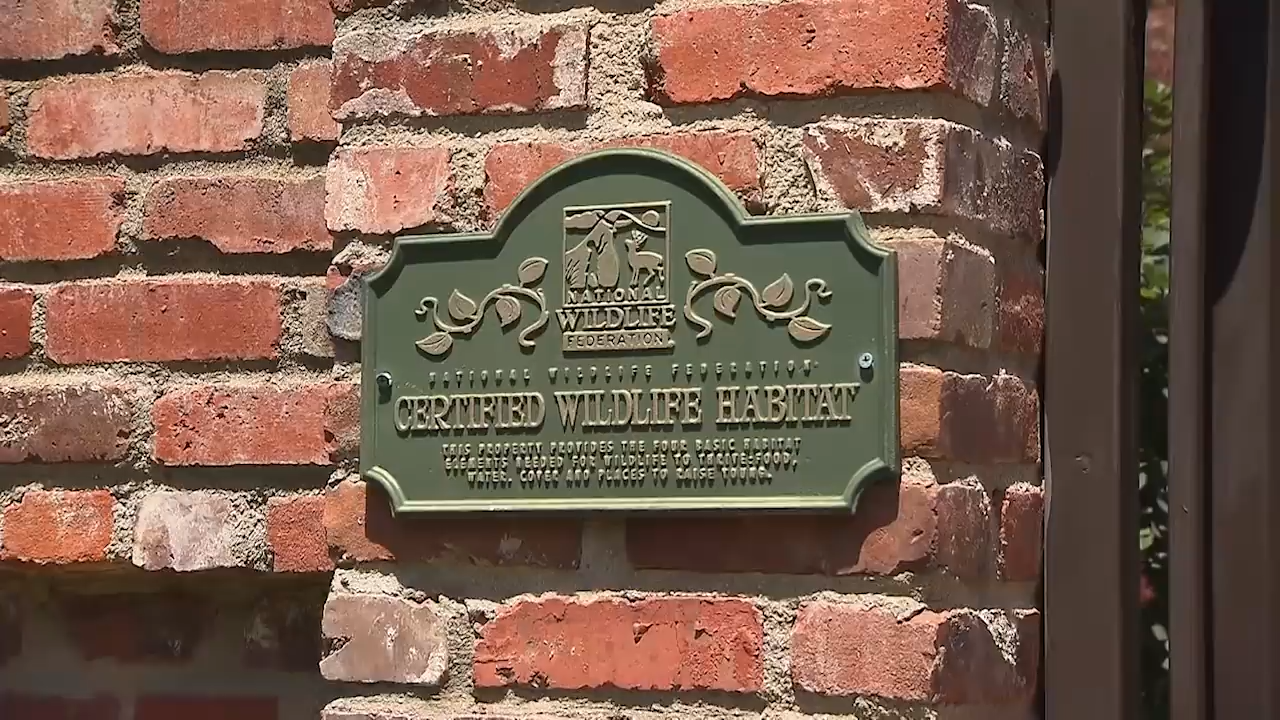 NATIONAL
WILDLIFE
FEDERATION
NATIONAL WILDLIFE FEDERATION
CERTIFIED WILDLIFE HABITAT
THIS PROPERTY PROVIDES THE FOUR BASIC HABITAT
ELEMENTS NEEDED FOR WILDLIFE TO THRIVE-FOOD,
WATER, COVER AND PLACES TO RAISE YOUNG.